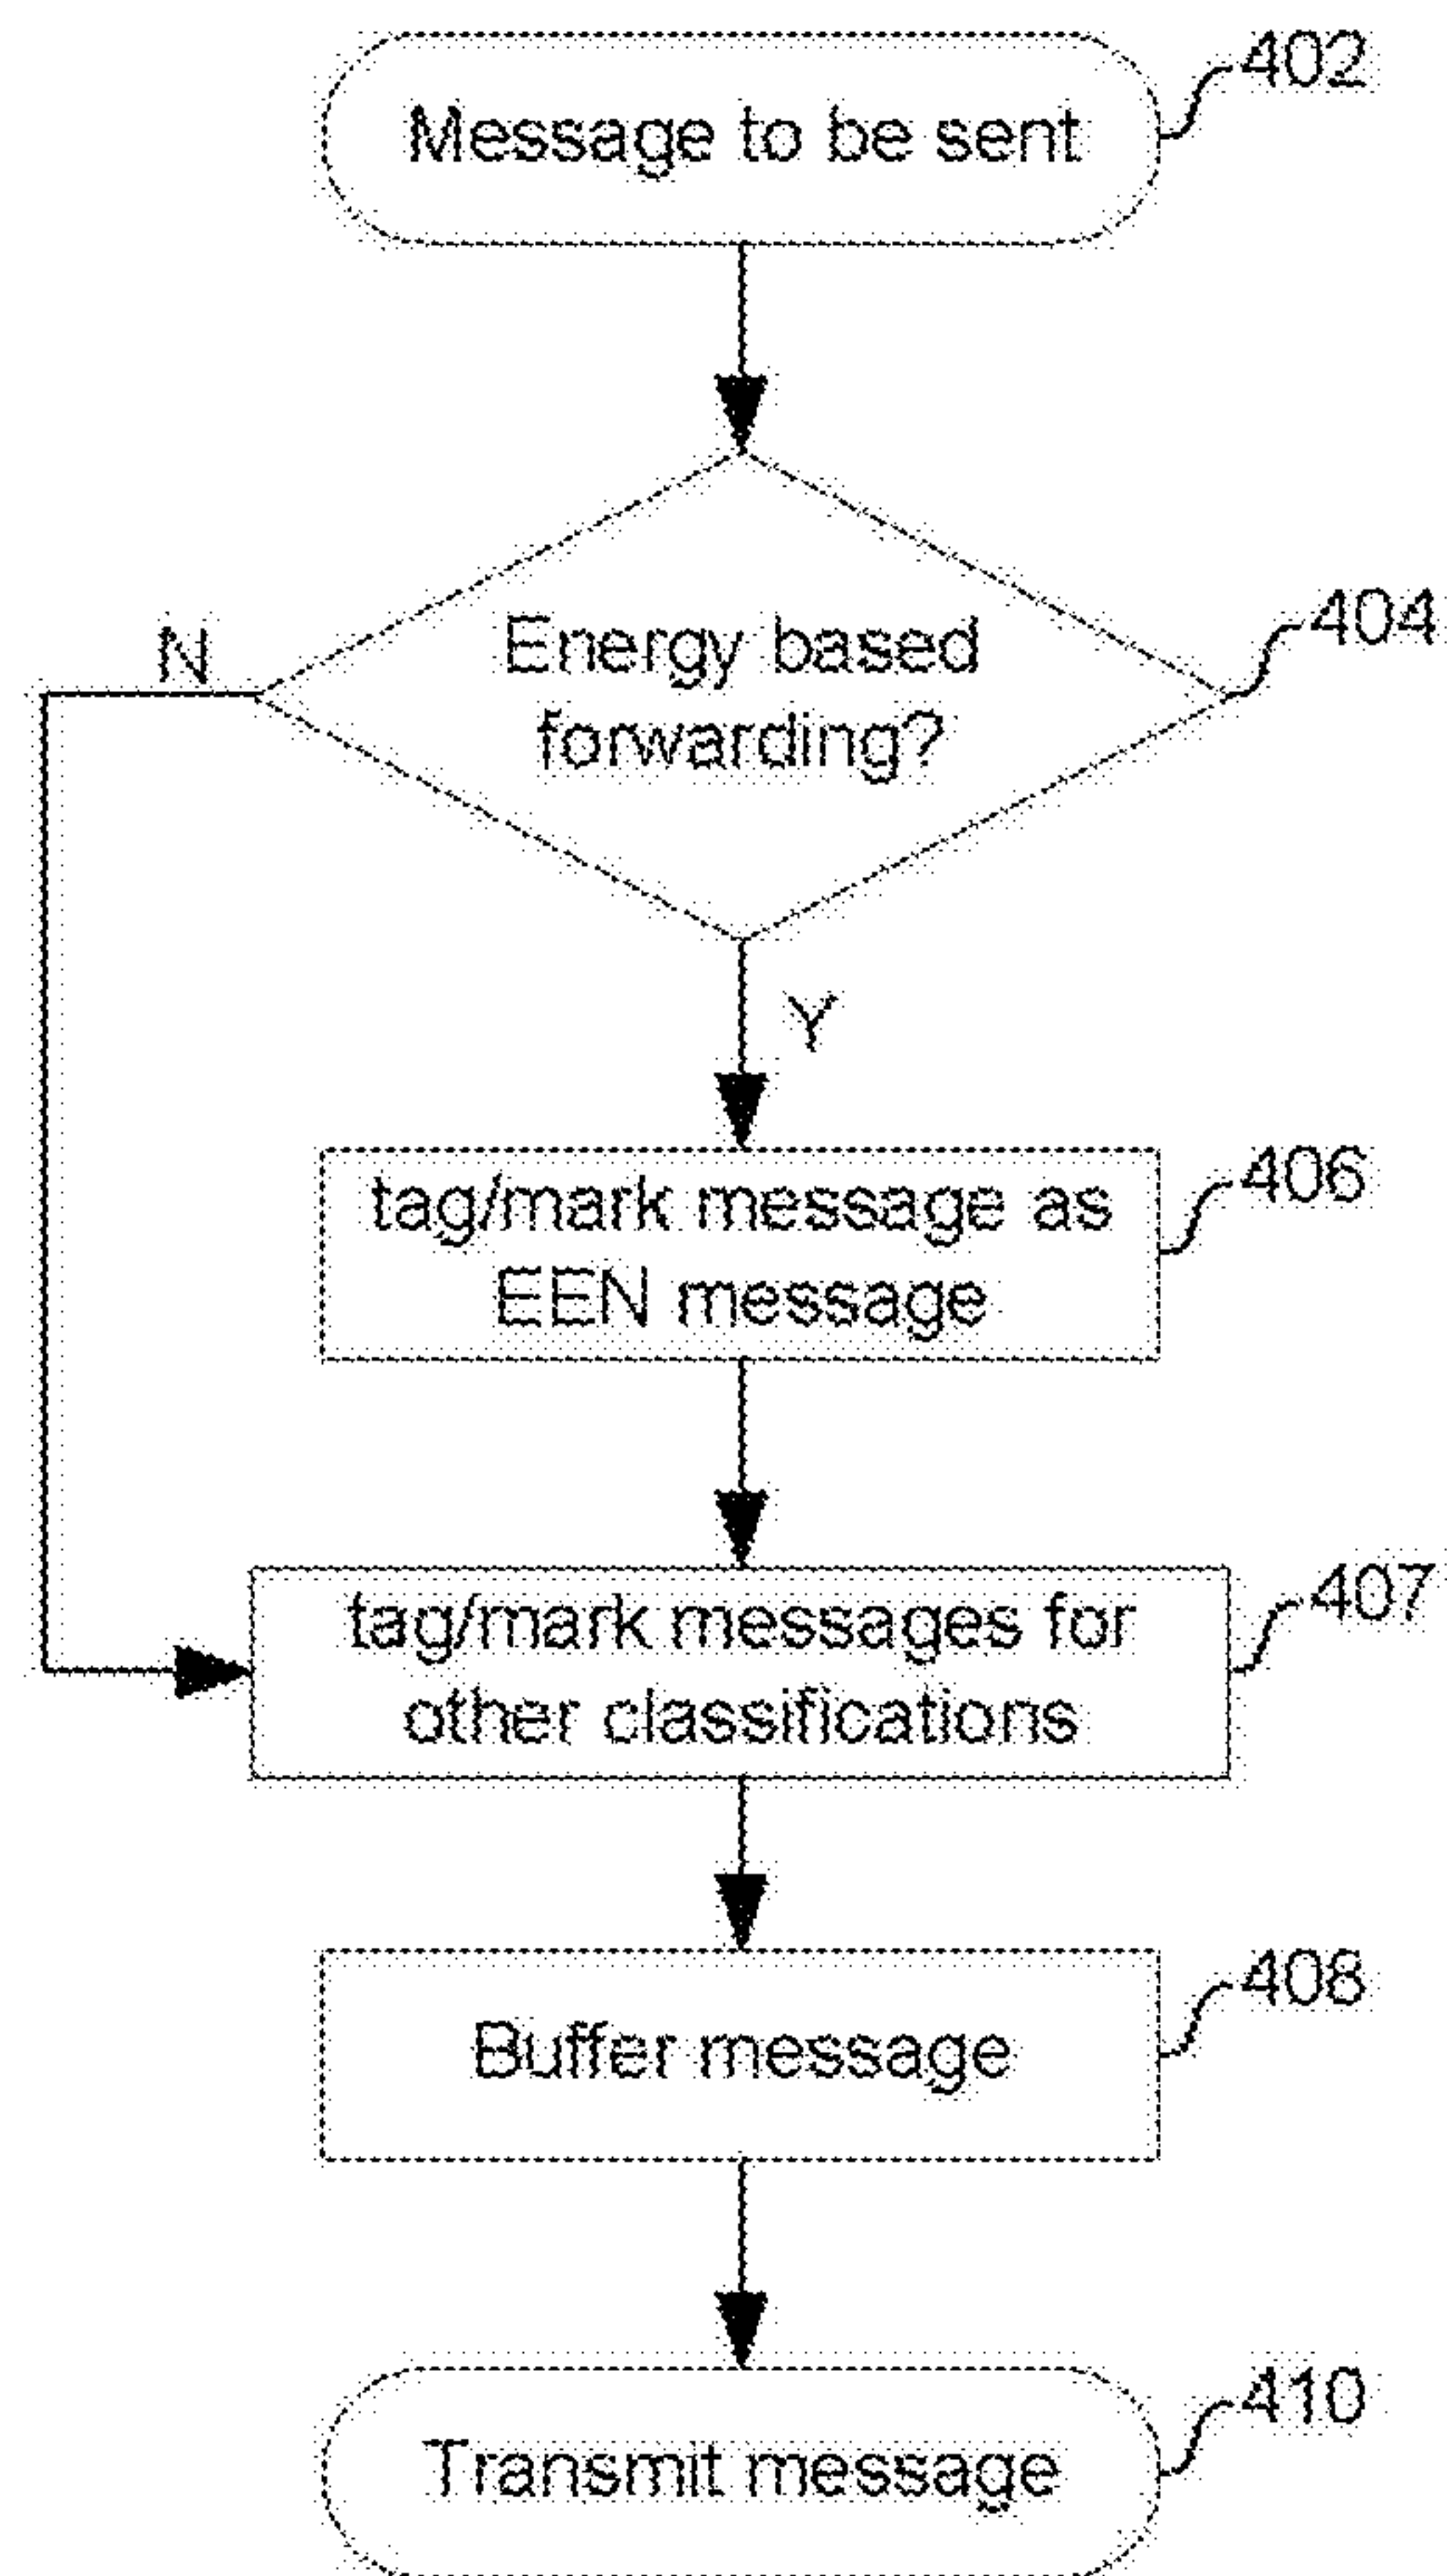 402
Message to be sent
404
N
Energy based
forwarding?
Y
406
tag/mark message as
EEN message
407
tag/mark messages for
other classifications
408
Buffer message
410
Transmit message